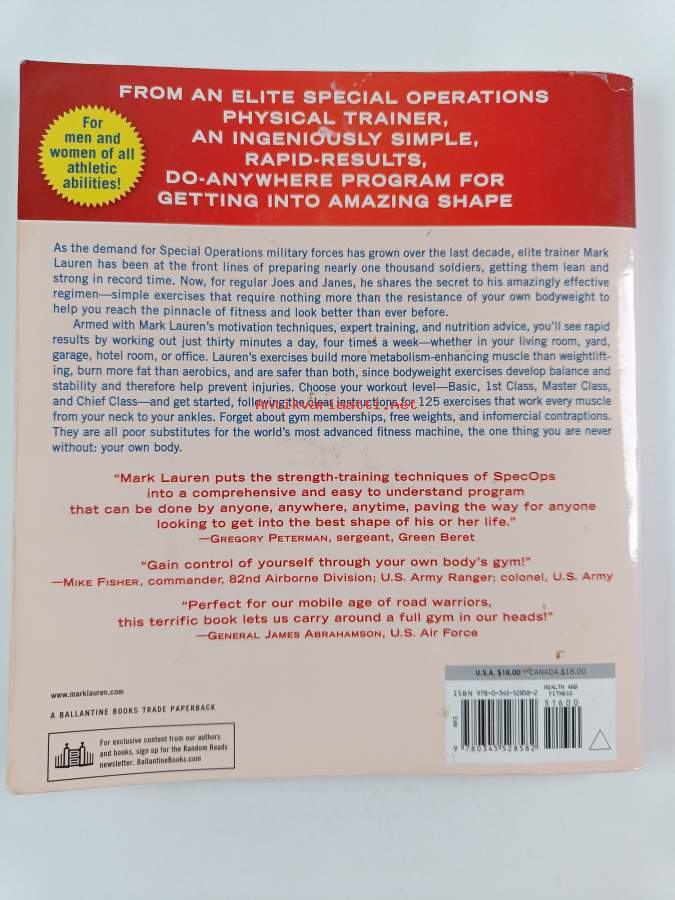 FROM AN ELITE SPECIAL OPERATIONS
PHYSICAL TRAINER,
AN INGENIOUSLY SIMPLE,
RAPID-RESULTS,
DO-ANYWHERE PROGRAM FOR
GETTING INTO AMAZING SHAPE
For
men and
women of all
athletic
abilities!
As the demand for Special Operations military forces has grown over the last decade, elite trainer Mark
Lauren has been at the front lines of preparing nearly one thousand soldiers, getting them lean and
strong in record time. Now, for regular Joes and Janes, he shares the secret to his amazingly effective
regimen—simple exercises that require nothing more than the resistance of your own bodyweight to
help you reach the pinnacle of fitness and look better than ever before.
Armed with Mark Lauren's motivation techniques, expert training, and nutrition advice, you'll see rapid
results by working out just thirty minutes a day, four times a week—whether in your living room, yard,
garage, hotel room, or office. Lauren's exercises build more metabolism-enhancing muscle than weightlift-
ing, burn more fat than aerobics, and are safer than both, since bodyweight exercises develop balance and
stability and therefore help prevent injuries. Choose your workout level—Basic, 1st Class, Master Class,
and Chief Class—and get started, following the clear instructions for 125 exercises that work every muscle
Antikvariaatti.net
from your neck to your ankles. Forget about gym memberships, free weights, and infomercial contraptions.
They are all poor substitutes for the world's most advanced fitness machine, the one thing you are never
without: your own body.
"Mark Lauren puts the strength-training techniques of SpecOps
into a comprehensive and easy to understand program
that can be done by anyone, anywhere, anytime, paving the way for anyone
looking to get into the best shape of his or her life."
—GREGORY PETERMAN, sergeant, Green Beret
"Gain control of yourself through your own body's gym!"
—MIKE FISHER, commander, 82nd Airborne Division; U.S. Army Ranger; colonel, U.S. Army
"Perfect for our mobile age of road warriors,
this terrific book lets us carry around a full gym in our heads!"
—GENERAL JAMES ABRAHAMSON, U.S. Air Force
www.marklauren.com
A BALLANTINE BOOKS TRADE PAPERBACK
For exclusive content from our authors
and books, sign up for the Random Reads
newsletter. BallantineBooks.com
U.S.A. $16.00 CANADA $18.00
ISBN 978-0-345-52858-2
HEALTH AND
FITNESS
51600
9 780345 528582